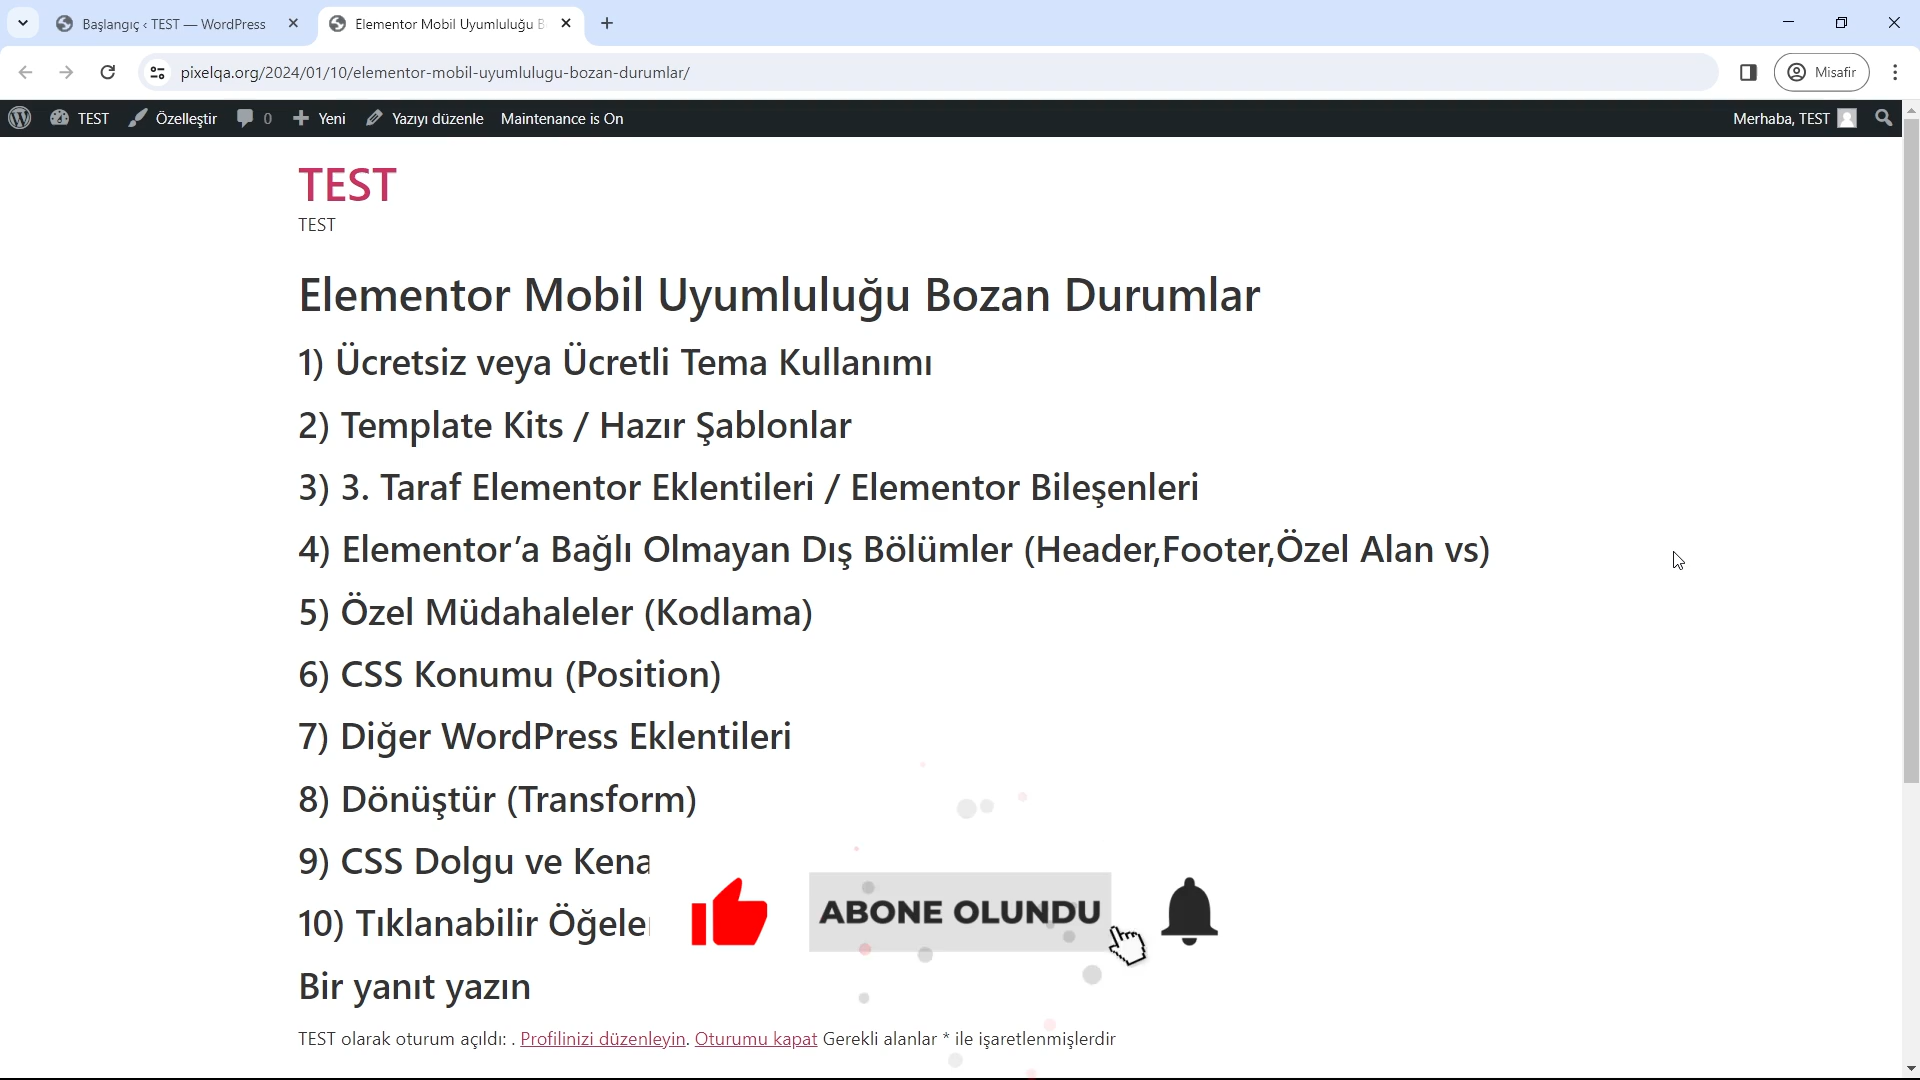 Başlangıç ‹ TEST — WordPress
Elementor Mobil Uyumluluğu
pixelqa.org/2024/01/10/elementor-mobil-uyumlulugu-bozan-durumlar/
Misafir
TEST Özelleştir 0 Yeni Yazıyı düzenle Maintenance is On
Merhaba, TEST
TEST
TEST
Elementor Mobil Uyumluluğu Bozan Durumlar
1) Ücretsiz veya Ücretli Tema Kullanımı
2) Template Kits / Hazır Şablonlar
3) 3. Taraf Elementor Eklentileri / Elementor Bileşenleri
4) Elementor’a Bağlı Olmayan Dış Bölümler (Header,Footer,Özel Alan vs)
5) Özel Müdahaleler (Kodlama)
6) CSS Konumu (Position)
7) Diğer WordPress Eklentileri
8) Dönüştür (Transform)
9) CSS Dolgu ve
10) Tıklanabilir
ABONE OLUNDU
Bir yanıt yazın
TEST olarak oturum açıldı: . Profilinizi düzenleyin. Oturumu kapat Gerekli alanlar * ile işaretlenmişlerdir